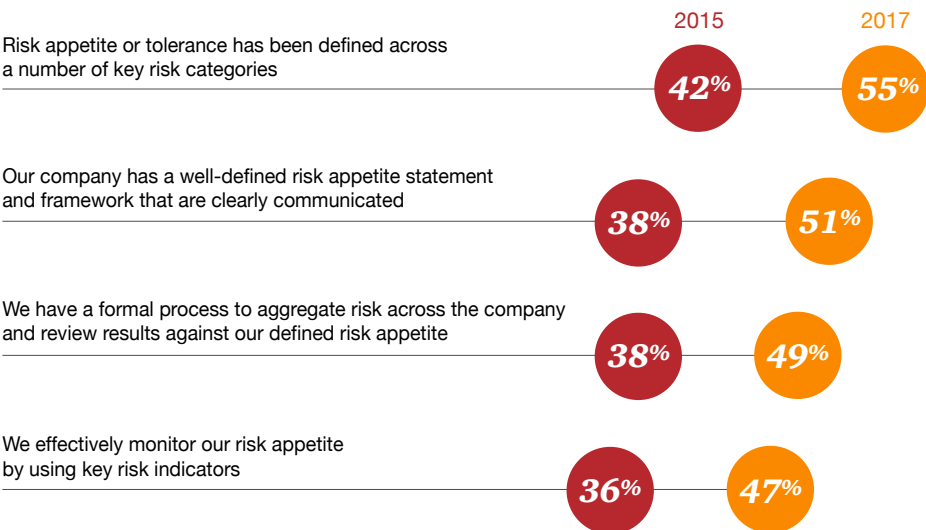 2015 2017
Risk appetite or tolerance has been defined across
a number of key risk categories
42% 55%
Our company has a well-defined risk appetite statement
and framework that are clearly communicated
38% 51%
We have a formal process to aggregate risk across the company
and review results against our defined risk appetite
38% 49%
We effectively monitor our risk appetite
by using key risk indicators
36% 47%